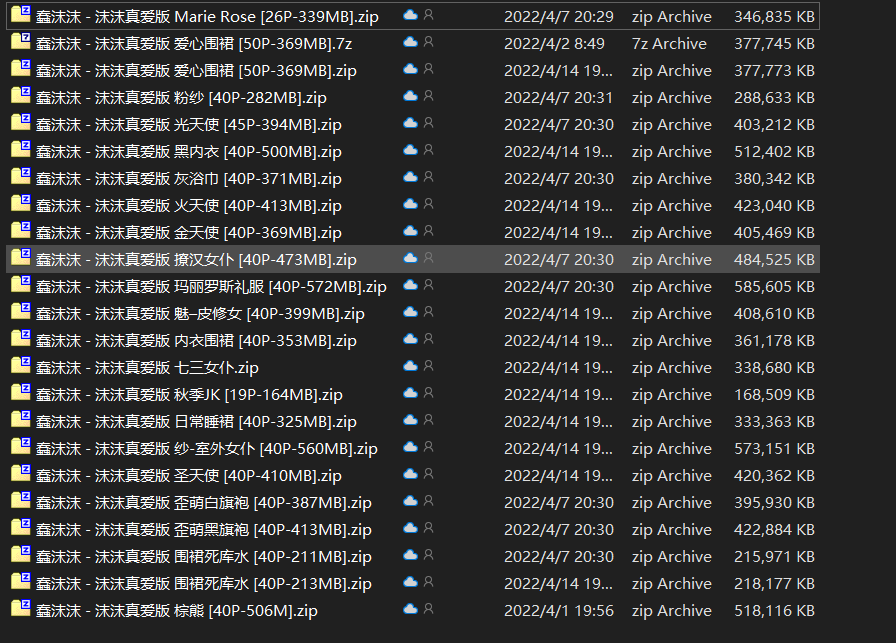 蠢沫沫 - 沫沫真爱版 Marie Rose [26P-339MB].zip 2022/4/7 20:29 zip Archive 346,835 KB
蠢沫沫 - 沫沫真爱版 爱心围裙 [50P-369MB].7z 2022/4/2 8:49 7z Archive 377,745 KB
蠢沫沫 - 沫沫真爱版 爱心围裙 [50P-369MB].zip 2022/4/14 19... zip Archive 377,773 KB
蠢沫沫 - 沫沫真爱版 粉纱 [40P-282MB].zip 2022/4/7 20:31 zip Archive 288,633 KB
蠢沫沫 - 沫沫真爱版 光天使 [45P-394MB].zip 2022/4/7 20:30 zip Archive 403,212 KB
蠢沫沫 - 沫沫真爱版 黑内衣 [40P-500MB].zip 2022/4/14 19... zip Archive 512,402 KB
蠢沫沫 - 沫沫真爱版 灰浴巾 [40P-371MB].zip 2022/4/7 20:30 zip Archive 380,342 KB
蠢沫沫 - 沫沫真爱版 火天使 [40P-413MB].zip 2022/4/14 19... zip Archive 423,040 KB
蠢沫沫 - 沫沫真爱版 金天使 [40P-369MB].zip 2022/4/14 19... zip Archive 405,469 KB
蠢沫沫 - 沫沫真爱版 撩汉女仆 [40P-473MB].zip 2022/4/7 20:30 zip Archive 484,525 KB
蠢沫沫 - 沫沫真爱版 玛丽罗斯礼服 [40P-572MB].zip 2022/4/7 20:30 zip Archive 585,605 KB
蠢沫沫 - 沫沫真爱版 魅–皮修女 [40P-399MB].zip 2022/4/14 19... zip Archive 408,610 KB
蠢沫沫 - 沫沫真爱版 内衣围裙 [40P-353MB].zip 2022/4/14 19... zip Archive 361,178 KB
蠢沫沫 - 沫沫真爱版 七三女仆.zip 2022/4/14 19... zip Archive 338,680 KB
蠢沫沫 - 沫沫真爱版 秋季JK [19P-164MB].zip 2022/4/14 19... zip Archive 168,509 KB
蠢沫沫 - 沫沫真爱版 日常睡裙 [40P-325MB].zip 2022/4/14 19... zip Archive 333,363 KB
蠢沫沫 - 沫沫真爱版 纱-室外女仆 [40P-560MB].zip 2022/4/14 19... zip Archive 573,151 KB
蠢沫沫 - 沫沫真爱版 圣天使 [40P-410MB].zip 2022/4/14 19... zip Archive 420,362 KB
蠢沫沫 - 沫沫真爱版 歪萌白旗袍 [40P-387MB].zip 2022/4/7 20:30 zip Archive 395,930 KB
蠢沫沫 - 沫沫真爱版 歪萌黑旗袍 [40P-413MB].zip 2022/4/7 20:30 zip Archive 422,884 KB
蠢沫沫 - 沫沫真爱版 围裙死库水 [40P-211MB].zip 2022/4/7 20:30 zip Archive 215,971 KB
蠢沫沫 - 沫沫真爱版 围裙死库水 [40P-213MB].zip 2022/4/14 19... zip Archive 218,177 KB
蠢沫沫 - 沫沫真爱版 棕熊 [40P-506M].zip 2022/4/1 19:56 zip Archive 518,116 KB